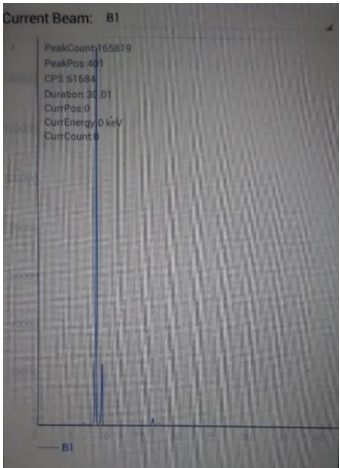 Current Beam: B1
PeakCount:165819
PeakPos:401
CPS:61684
Duration:30.01
CurrPos:0
CurrEnergy:0 keV
CurrCount:0
B1